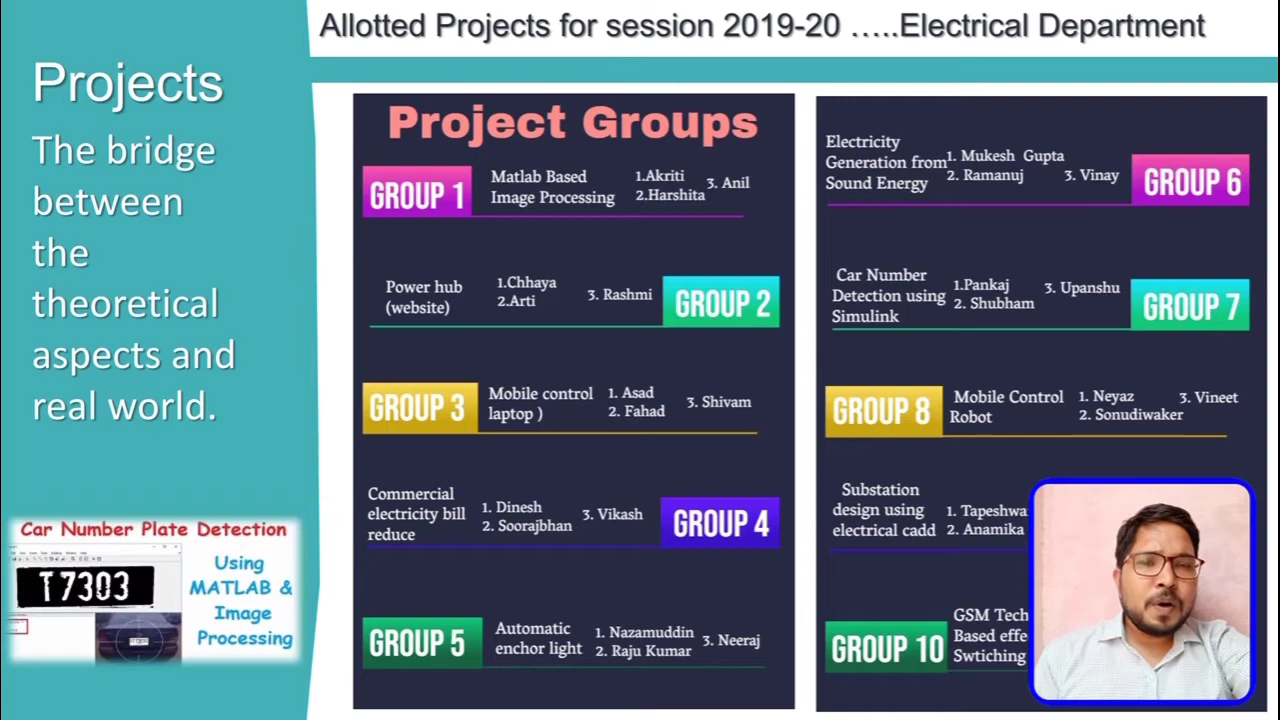 Allotted Projects for session 2019-20 …..Electrical Department
Projects
The bridge
between
the
theoretical
aspects and
real world.
Car Number Plate Detection
T 7303
Using
MATLAB &
Image
Processing
Project Groups
GROUP 1
Matlab Based
Image Processing
1.Akriti
2.Harshita
3. Anil
Power hub
(website)
1.Chhaya
2.Arti
3. Rashmi
GROUP 2
GROUP 3
Mobile control
laptop )
1. Asad
2. Fahad
3. Shivam
Commercial
electricity bill
reduce
1. Dinesh
2. Soorajbhan
3. Vikash
GROUP 4
GROUP 5
Automatic
enchor light
1. Nazamuddin
2. Raju Kumar
3. Neeraj
Electricity
Generation from
Sound Energy
1. Mukesh Gupta
2. Ramanuj
3. Vinay
GROUP 6
Car Number
Detection using
Simulink
1.Pankaj
2. Shubham
3. Upanshu
GROUP 7
GROUP 8
Mobile Control
Robot
1. Neyaz
2. Sonudiwaker
3. Vineet
Substation
design using
electrical cadd
1. Tapeshwa
2. Anamika
GROUP 10
GSM Tech
Based effe
Swtiching